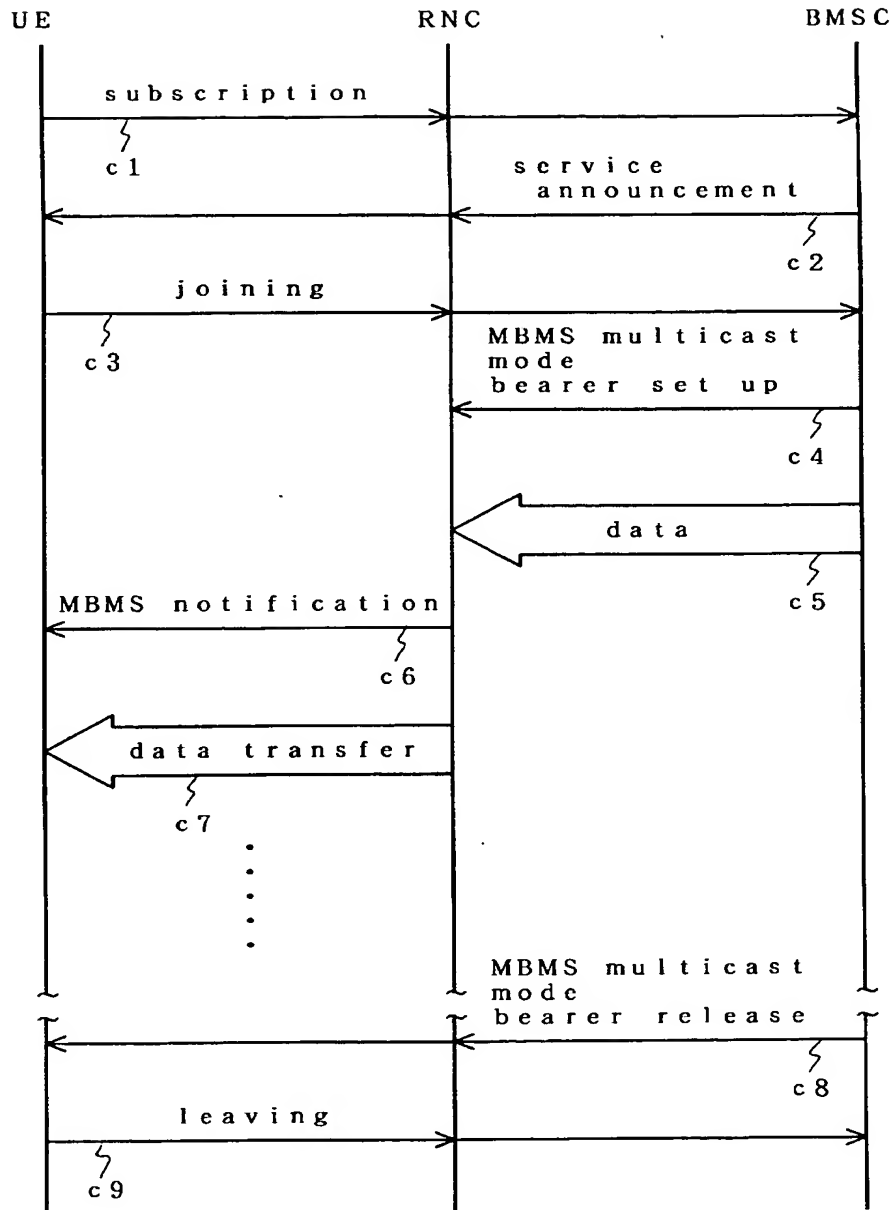 UE RNC BMSC
subscription
c1
service
announcement
c2
joining
c3
MBMS multicast
mode
bearer set up
c4
data
c5
MBMS notification
c6
data transfer
c7
MBMS multicast
mode
bearer release
c8
leaving
c9